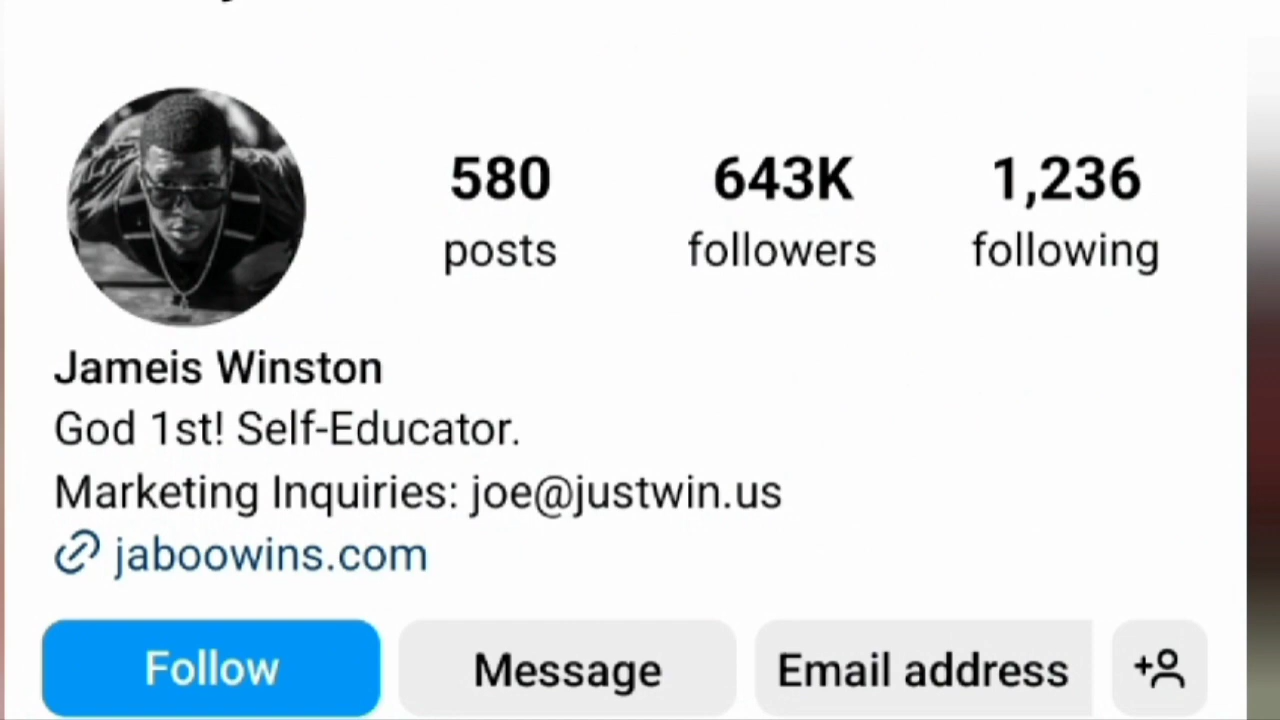 580 643K 1,236
posts followers following
Jameis Winston
God 1st! Self-Educator.
Marketing Inquiries: joe@justwin.us
jaboowins.com
Follow Message Email address